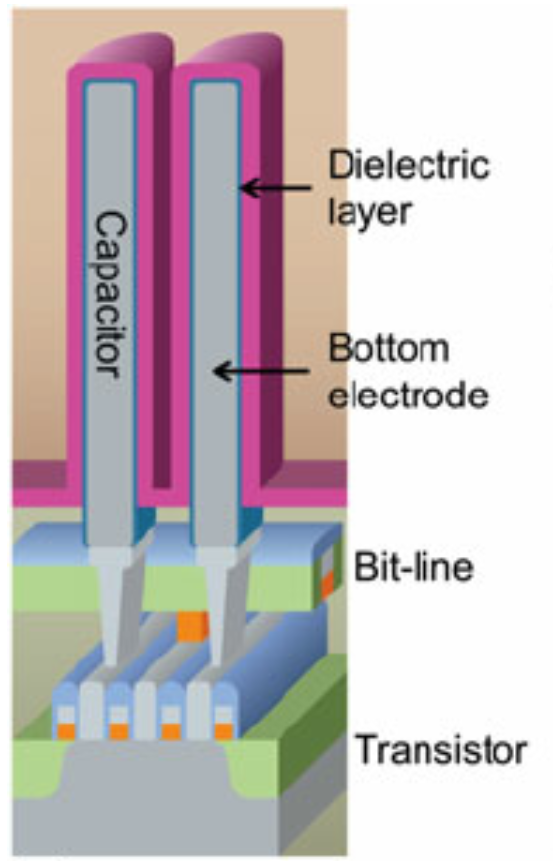 Capacitor
Dielectric
layer
Bottom
electrode
Bit-line
Transistor